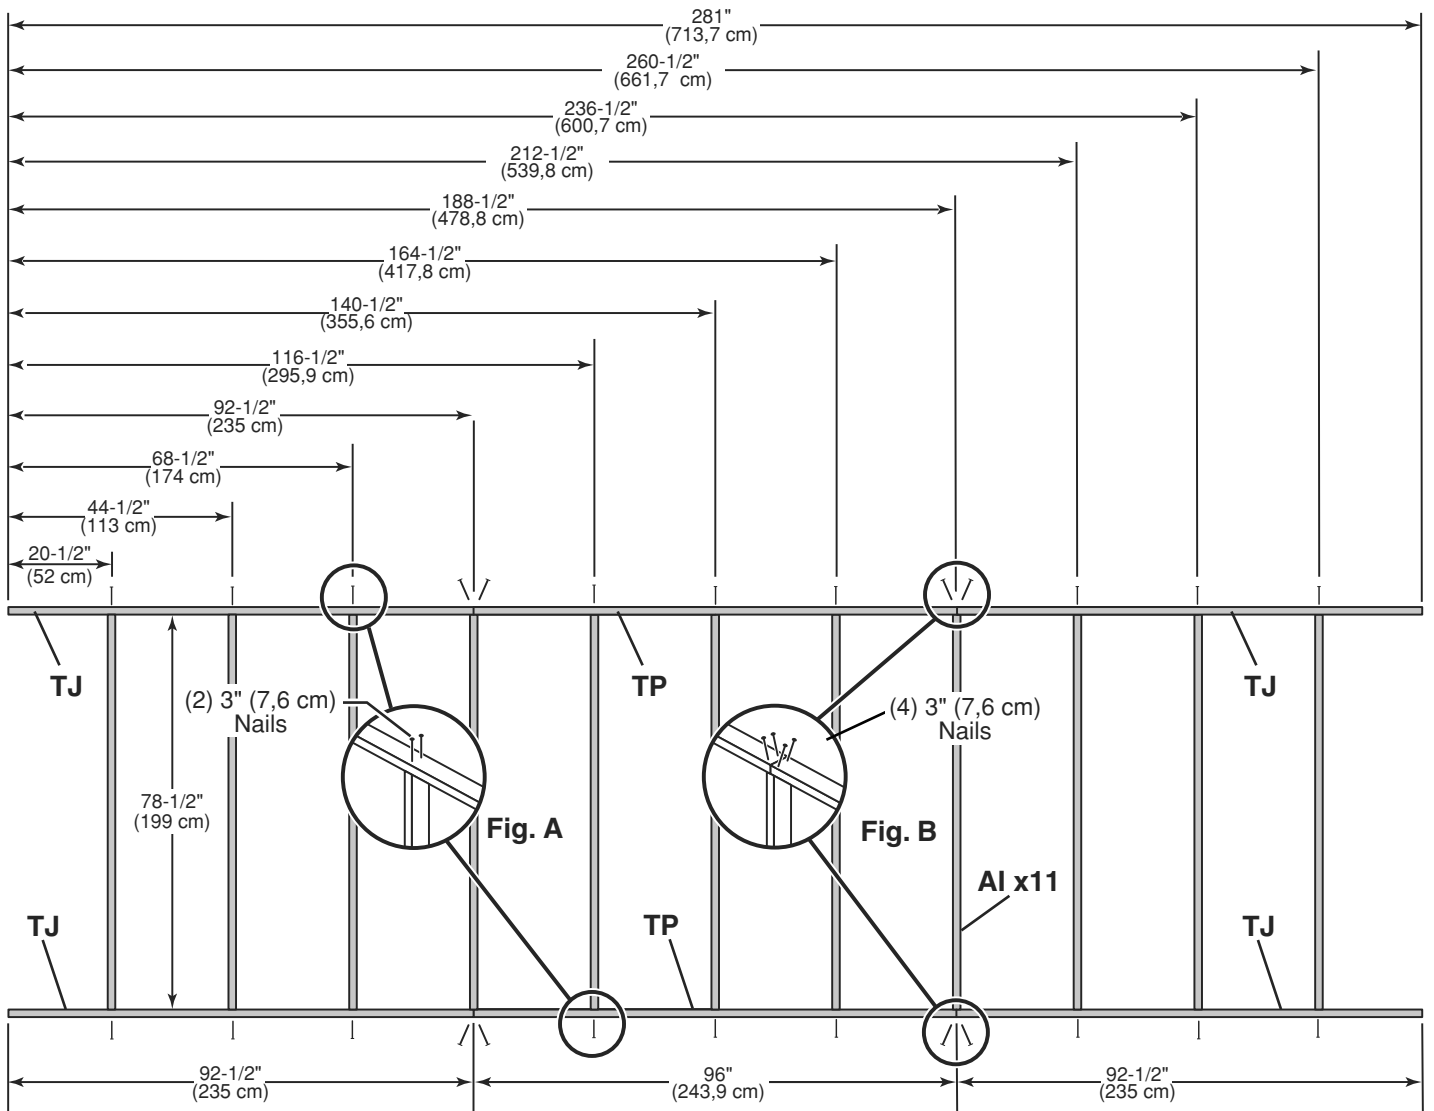 281"
(713,7 cm)
260-1/2"
(661,7 cm)
236-1/2"
(600,7 cm)
212-1/2"
(539,8 cm)
188-1/2"
(478,8 cm)
164-1/2"
(417,8 cm)
140-1/2"
(355,6 cm)
116-1/2"
(295,9 cm)
92-1/2"
(235 cm)
68-1/2"
(174 cm)
44-1/2"
(113 cm)
20-1/2"
(52 cm)
TJ
TP
TJ
(2) 3" (7,6 cm)
Nails
(4) 3" (7,6 cm)
Nails
78-1/2"
(199 cm)
Fig. A
Fig. B
AI x11
TJ
TP
TJ
92-1/2"
(235 cm)
96"
(243,9 cm)
92-1/2"
(235 cm)